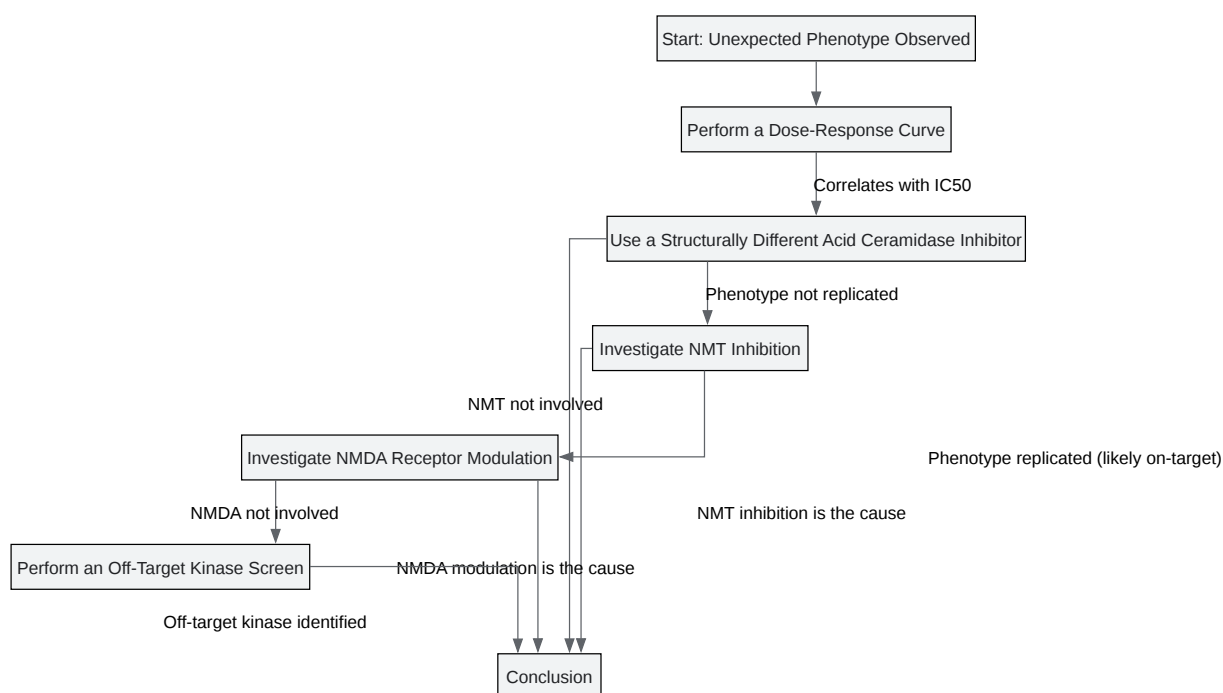 Start: Unexpected Phenotype Observed
Perform a Dose-Response Curve
Correlates with IC50
Use a Structurally Different Acid Ceramidase Inhibitor
Phenotype not replicated
Investigate NMT Inhibition
NMT not involved
Investigate NMDA Receptor Modulation
Phenotype replicated (likely on-target)
NMDA not involved
NMT inhibition is the cause
Perform an Off-Target Kinase Screen
NMDA modulation is the cause
Off-target kinase identified
Conclusion